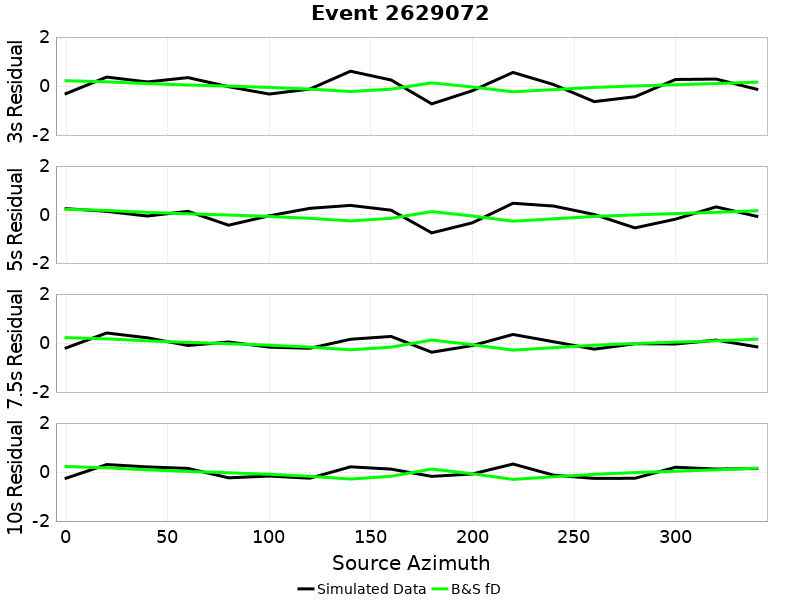 Event 2629072
3s Residual
2
0
-2
5s Residual
2
0
-2
7.5s Residual
2
0
-2
10s Residual
2
0
-2
0 50 100 150 200 250 300
Source Azimuth
Simulated Data B&S fD